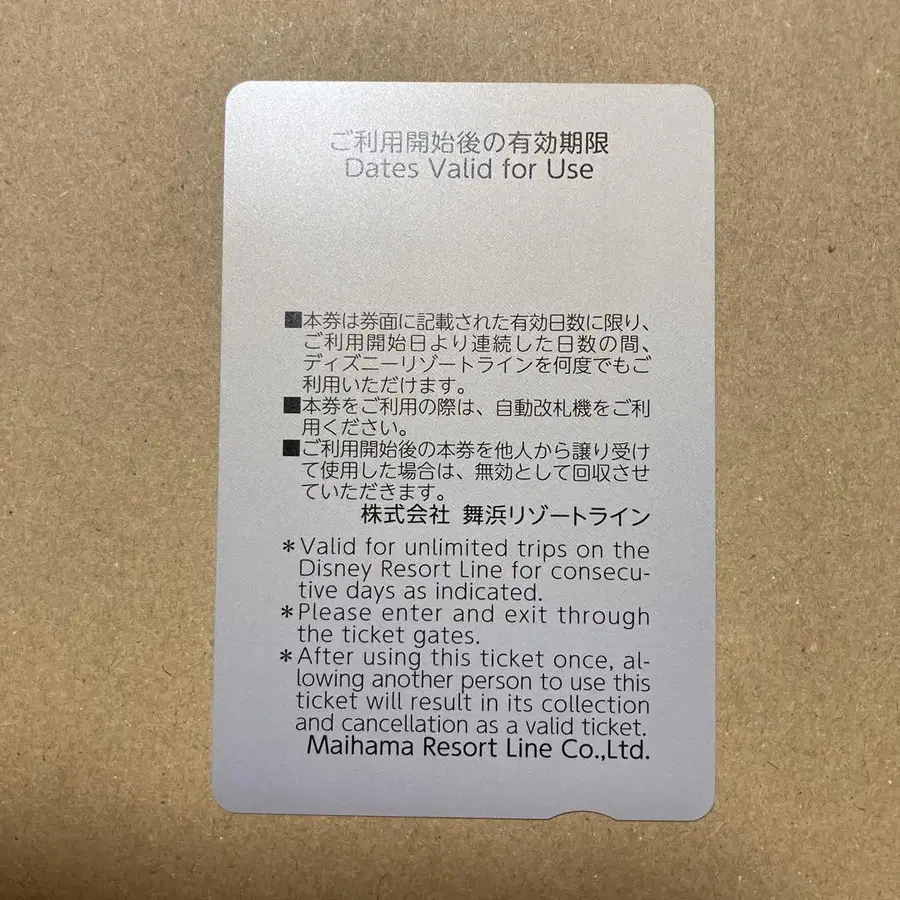 ご利用開始後の有効期限
Dates Valid for Use
■本券は券面に記載された有効日数に限り、
ご利用開始日より連続した日数の間、
ディズニーリゾートラインを何度でもご
利用いただけます。
■本券をご利用の際は、自動改札機をご利
用ください。
■ご利用開始後の本券を他人から譲り受け
て使用した場合は、無効として回収させ
ていただきます。
株式会社 舞浜リゾートライン
*Valid for unlimited trips on the
Disney Resort Line for consecu-
tive days as indicated.
*Please enter and exit through
the ticket gates.
*After using this ticket once, al-
lowing another person to use this
ticket will result in its collection
and cancellation as a valid ticket.
Maihama Resort Line Co.,Ltd.